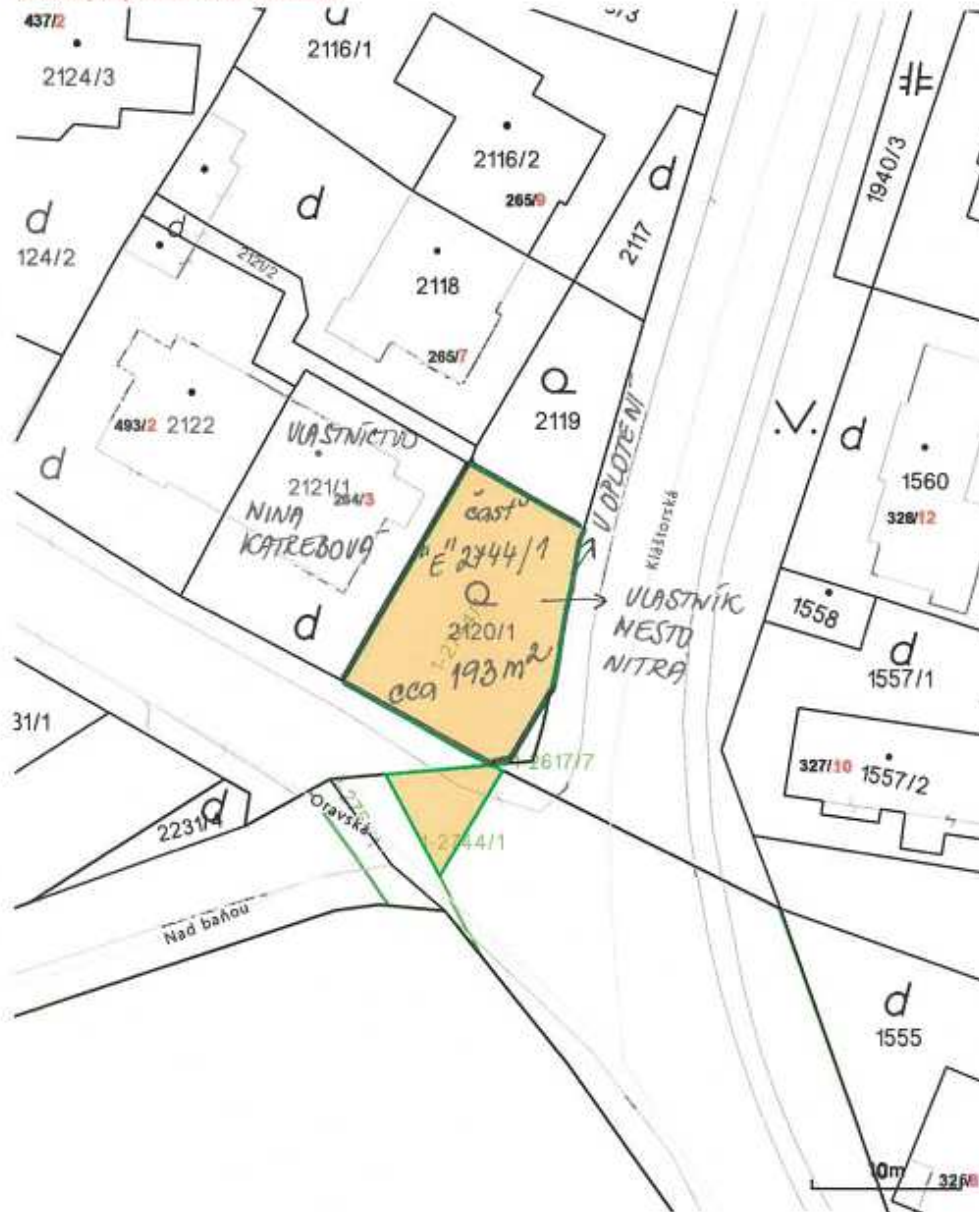 437/2
2124/3
2116/1
2116/2
265/9
d
2117
1940/3
d
124/2
d
d
2121/2
2118
265/7
2119
493/2 2122
d
VLASTNÍCTVO
2121/1
264/3
NINA
KATREBOVÁ
d
časť
"E" 2744/1
2120/1
cca 193 m²
V OPLOTENÍ
Kláštorská
VLASTNÍK
MESTO
NITRA
d
1560
328/12
1558
d
1557/1
327/10
1557/2
31/1
d
2231/4
Oravská
2617/7
-2744/1
Nad baňou
d
1555